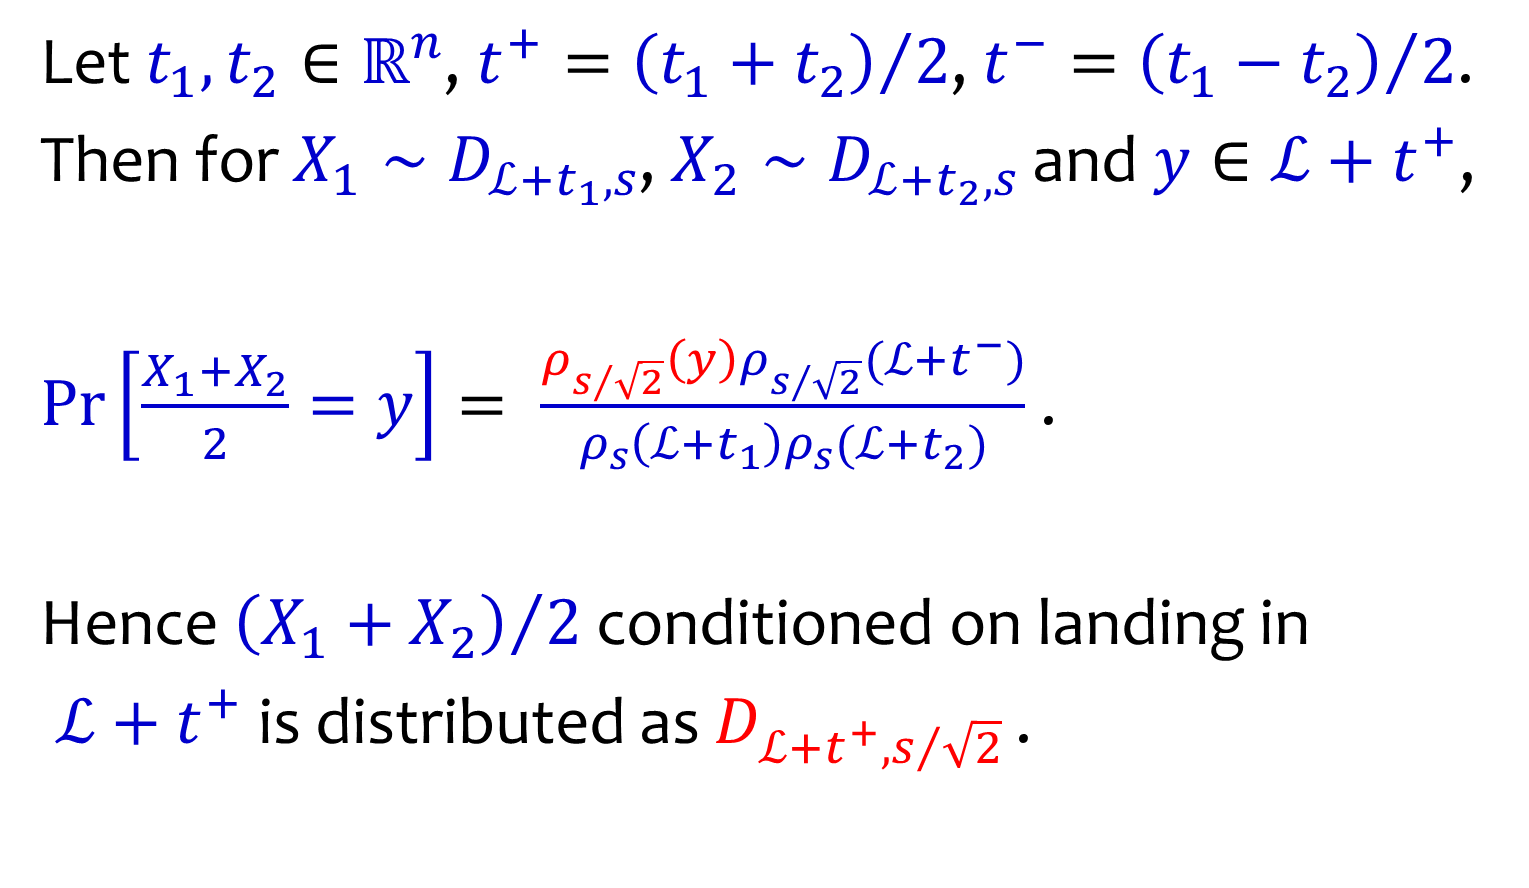 Let t₁, t₂ ∈ ℝⁿ, t⁺ = (t₁ + t₂)/2, t⁻ = (t₁ − t₂)/2.
Then for X₁ ~ D_{ℒ+t₁,s}, X₂ ~ D_{ℒ+t₂,s} and y ∈ ℒ + t⁺,
Pr[(X₁+X₂)/2 = y] = \frac{ρ_{s/√2}(y)ρ_{s/√2}(ℒ+t⁻)}{ρ_s(ℒ+t₁)ρ_s(ℒ+t₂)}.
Hence (X₁ + X₂)/2 conditioned on landing in
ℒ + t⁺ is distributed as D_{ℒ+t⁺,s/√2}.